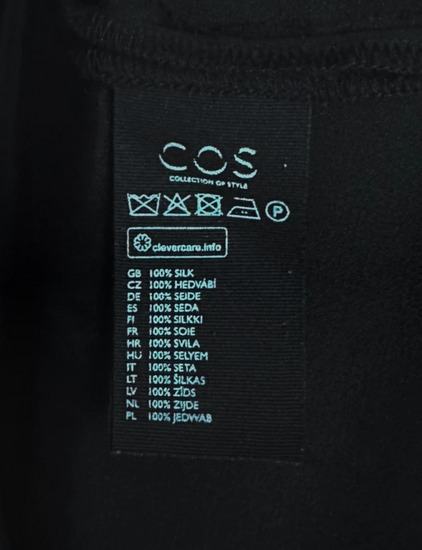 COS
COLLECTION OF STYLE
P
clevercare.info
GB 100% SILK
CZ 100% HEDVÁBÍ
DE 100% SEIDE
ES 100% SEDA
FI 100% SILKKI
FR 100% SOIE
HR 100% SVILA
HU 100% SELYEM
IT 100% SETA
LT 100% ŠILKAS
LV 100% ZĪDS
NL 100% ZIJDE
PL 100% JEDWAB